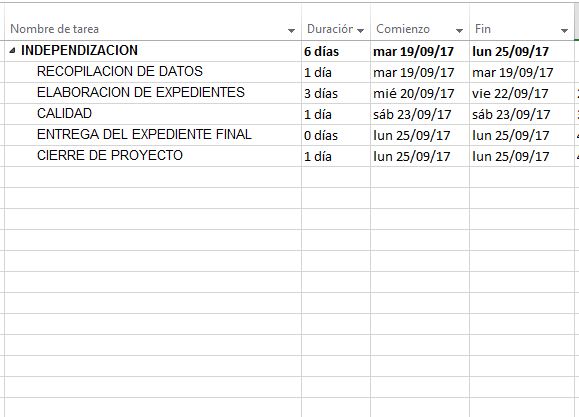 Nombre de tarea Duración Comienzo Fin
INDEPENDIZACION 6 días mar 19/09/17 lun 25/09/17
RECOPILACION DE DATOS 1 día mar 19/09/17 mar 19/09/17
ELABORACION DE EXPEDIENTES 3 días mié 20/09/17 vie 22/09/17
CALIDAD 1 día sáb 23/09/17 sáb 23/09/17
ENTREGA DEL EXPEDIENTE FINAL 0 días lun 25/09/17 lun 25/09/17
CIERRE DE PROYECTO 1 día lun 25/09/17 lun 25/09/17